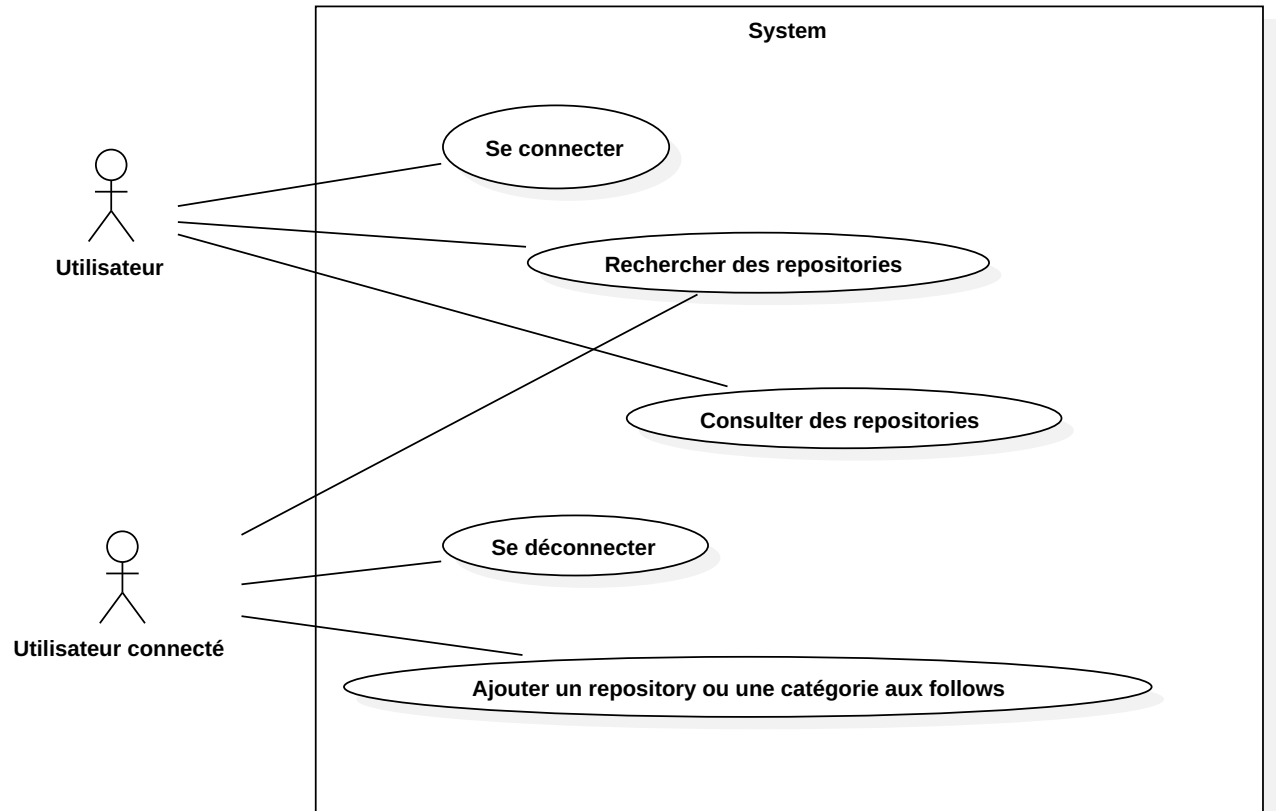 System
Se connecter
Utilisateur
Rechercher des repositories
Consulter des repositories
Se déconnecter
Utilisateur connecté
Ajouter un repository ou une catégorie aux follows